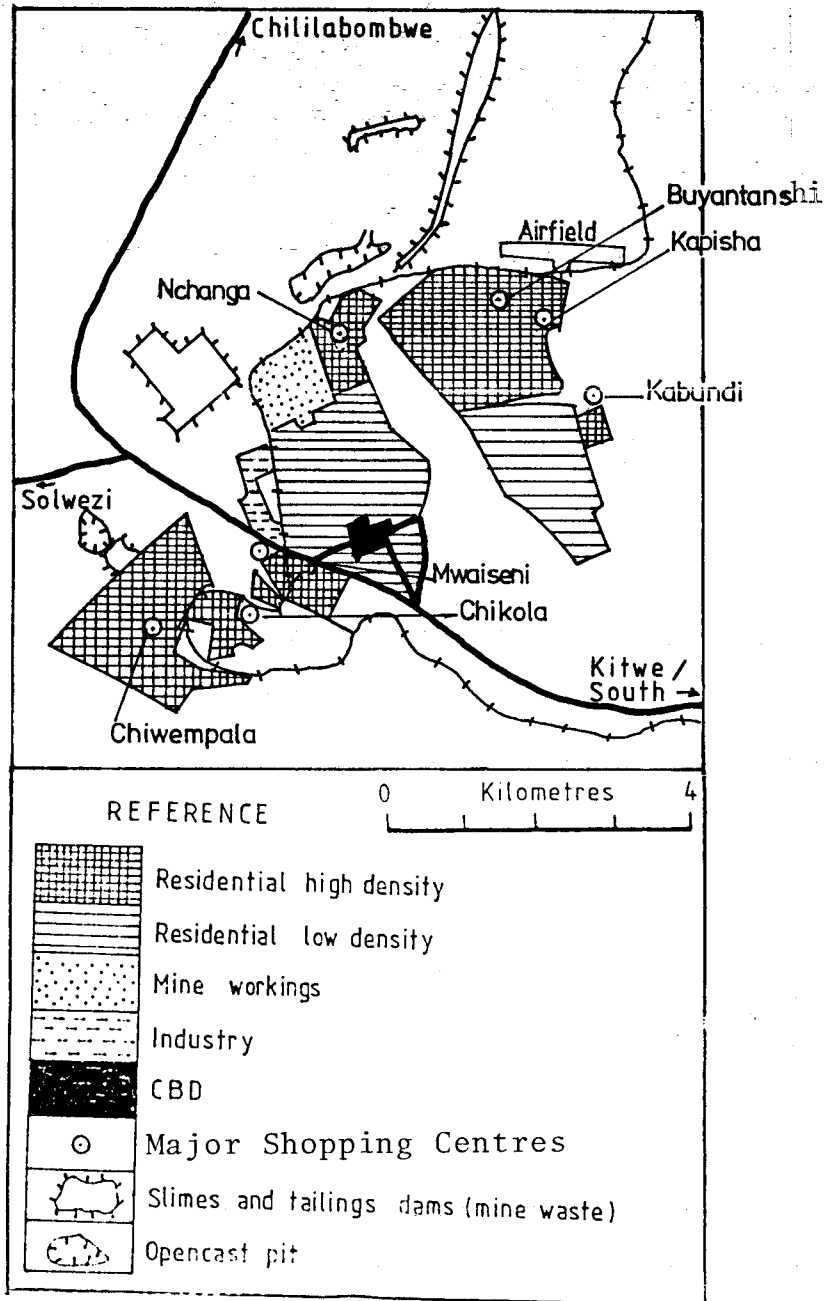 Chililabombwe
Buyantanshi
Airfield
Kapisha
Nchanga
Kabundi
Solwezi
Mwaiseni
Chikola
Kitwe /
South
Chiwempala
REFERENCE
0 Kilometres 4
Residential high density
Residential low density
Mine workings
Industry
CBD
Major Shopping Centres
Slimes and tailings dams (mine waste)
Opencast pit